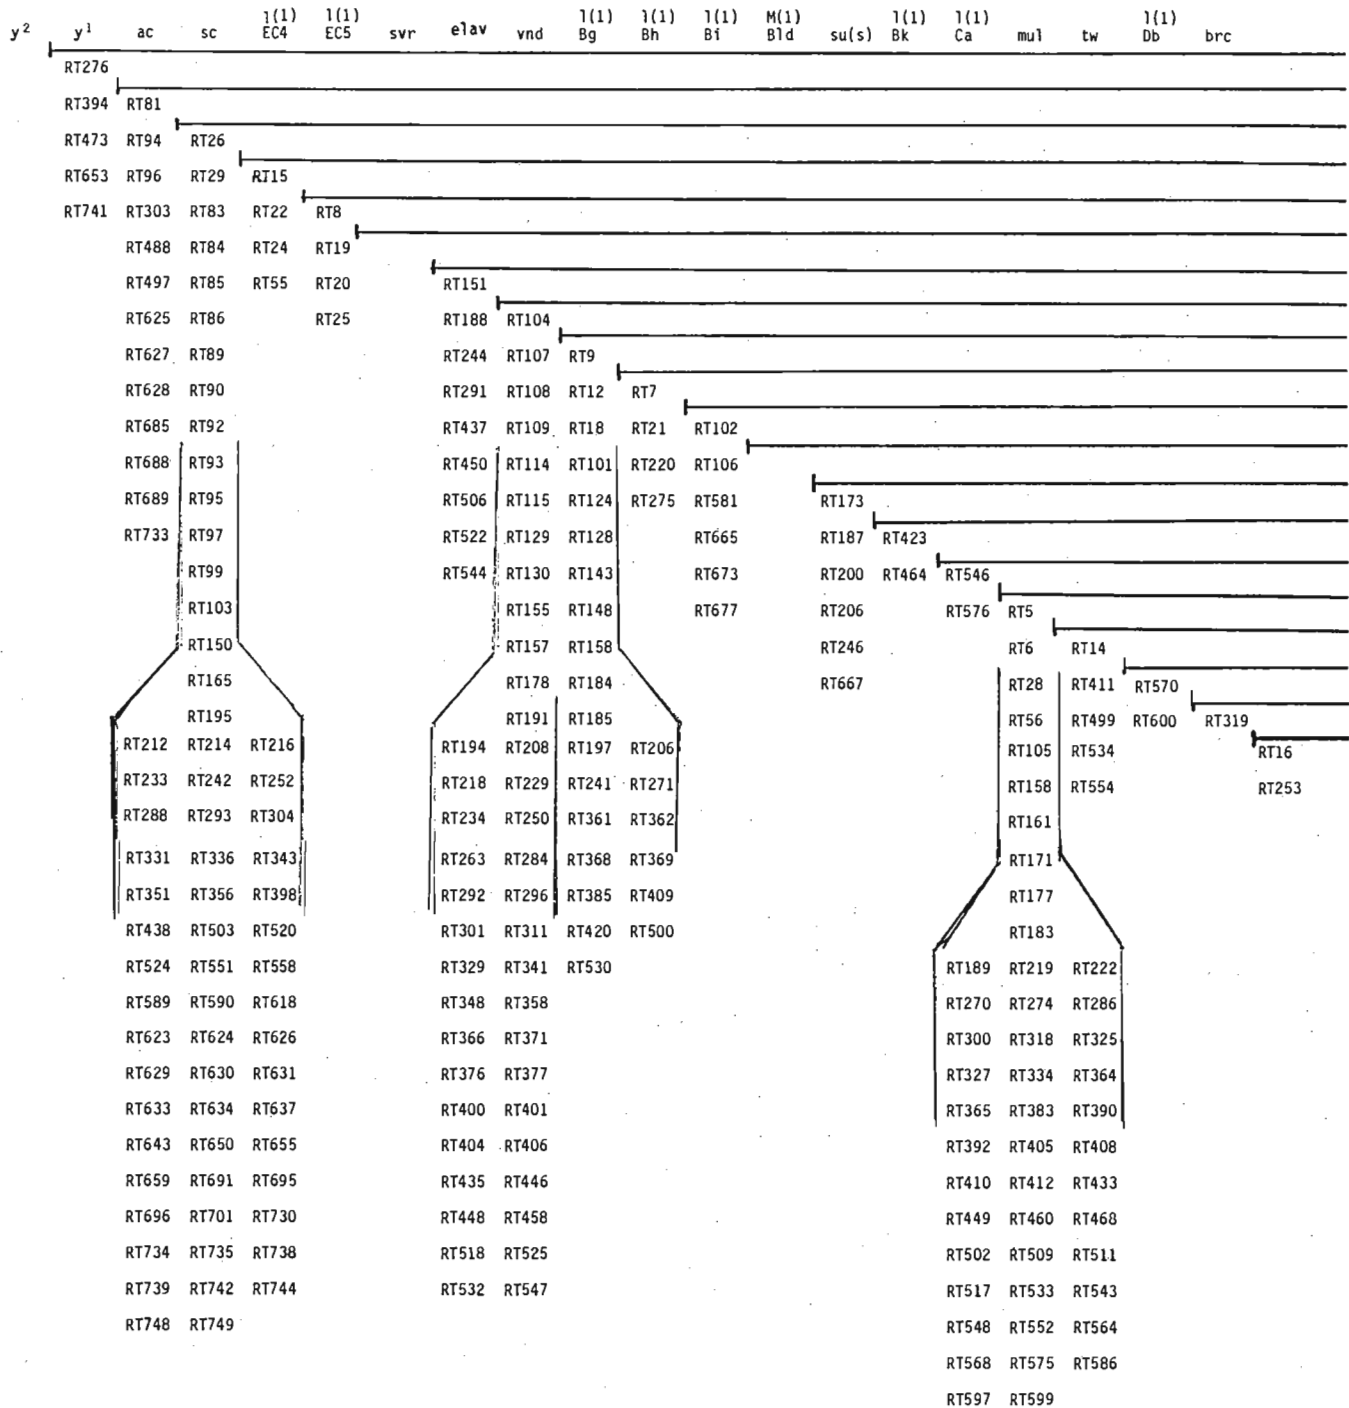 l(1) l(1) l(1) l(1) l(1) M(1) l(1) l(1) l(1)
y² y¹ ac sc EC4 EC5 svr elav vnd Bg Bh Bi Bld su(s) Bk Ca mul tw Db brc
RT276
RT394 RT81
RT473 RT94 RT26
RT653 RT96 RT29 RT15
RT741 RT303 RT83 RT22 RT8
RT488 RT84 RT24 RT19
RT497 RT85 RT55 RT20 RT151
RT625 RT86 RT25 RT188 RT104
RT627 RT89 RT244 RT107 RT9
RT628 RT90 RT291 RT108 RT12 RT7
RT685 RT92 RT437 RT109 RT18 RT21 RT102
RT688 RT93 RT450 RT114 RT101 RT220 RT106
RT689 RT95 RT506 RT115 RT124 RT275 RT581 RT173
RT733 RT97 RT522 RT129 RT128 RT665 RT187 RT423
RT99 RT544 RT130 RT143 RT673 RT200 RT464 RT546
RT103 RT155 RT148 RT677 RT206 RT576 RT5
RT150 RT157 RT158 RT246 RT6 RT14
RT165 RT178 RT184 RT667 RT28 RT411 RT570
RT195 RT191 RT185 RT56 RT499 RT600 RT319
RT212 RT214 RT216 RT194 RT208 RT197 RT206 RT105 RT534 RT16
RT233 RT242 RT252 RT218 RT229 RT241 RT271 RT158 RT554 RT253
RT288 RT293 RT304 RT234 RT250 RT361 RT362 RT161
RT331 RT336 RT343 RT263 RT284 RT368 RT369 RT171
RT351 RT356 RT398 RT292 RT296 RT385 RT409 RT177
RT438 RT503 RT520 RT301 RT311 RT420 RT500 RT183
RT524 RT551 RT558 RT329 RT341 RT530 RT189 RT219 RT222
RT589 RT590 RT618 RT348 RT358 RT270 RT274 RT286
RT623 RT624 RT626 RT366 RT371 RT300 RT318 RT325
RT629 RT630 RT631 RT376 RT377 RT327 RT334 RT364
RT633 RT634 RT637 RT400 RT401 RT365 RT383 RT390
RT643 RT650 RT655 RT404 RT406 RT392 RT405 RT408
RT659 RT691 RT695 RT435 RT446 RT410 RT412 RT433
RT696 RT701 RT730 RT448 RT458 RT449 RT460 RT468
RT734 RT735 RT738 RT518 RT525 RT502 RT509 RT511
RT739 RT742 RT744 RT532 RT547 RT517 RT533 RT543
RT748 RT749 RT548 RT552 RT564
RT568 RT575 RT586
RT597 RT599